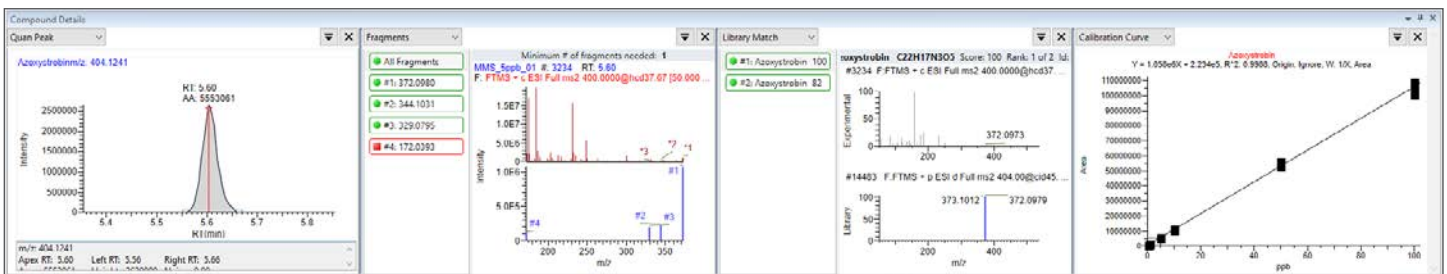 Compound Details
Quan Peak
Azoxystrobinm/z: 404.1241
RT: 5.60
AA: 5553061
2500000
2000000
1500000
1000000
500000
0
Intensity
5.4 5.5 5.6 5.7 5.8
RT(min)
m/z: 404.1241
Apex RT: 5.60 Left RT: 5.56 Right RT: 5.66
Fragments
All Fragments
#1: 372.0980
#2: 344.1031
#3: 329.0795
#4: 172.0393
Minimum # of fragments needed: 1
MMS_5ppb_01 #: 3234 RT: 5.60
F: FTMS + c ESI Full ms2 400.0000@hcd37.67 [50.000 ...
1.5E7
1.0E7
5.0E6
0
*3 *2 *1
Intensity
1.0E6
5.0E5
0
#1
#2 #3
#4
200 250 300 350
m/z
Library Match
#1: Azoxystrobin 100
#2: Azoxystrobin 82
C22H17N3O5 Score: 100 Rank: 1 of 2
#3234 F:FTMS + c ESI Full ms2 400.0000@hcd37. ...
100
50
0
Experimental
372.0973
200 400
#14483 F:FTMS + p ESI d Full ms2 404.00@cid45. ...
100
50
0
Library
373.1012 372.0979
200 400
m/z
Calibration Curve
Azoxystrobin
Y = 1.058e6X + 2.234e5, R^2: 0.9988, Origin: Ignore, W: 1/X, Area
110000000
100000000
90000000
80000000
70000000
60000000
50000000
40000000
30000000
20000000
10000000
0
Area
0 20 40 60 80 100
ppb